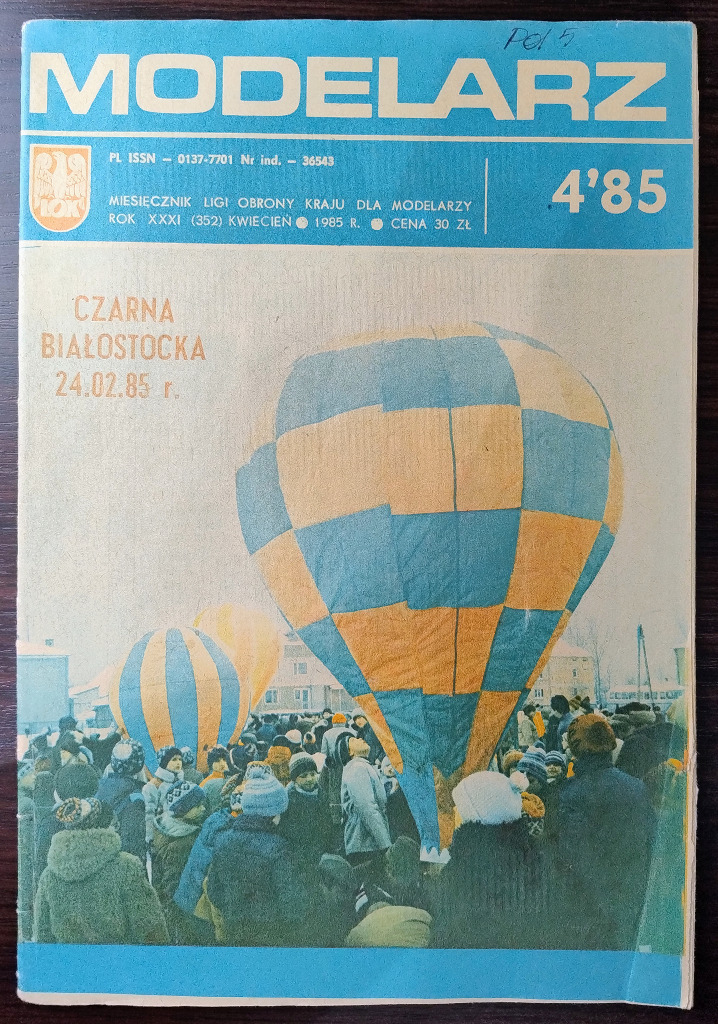 POL 5
MODELARZ
PL ISSN — 0137-7701 Nr ind. — 36543
MIESIĘCZNIK LIGI OBRONY KRAJU DLA MODELARZY
ROK XXXI (352) KWIECIEŃ ● 1985 R. ● CENA 30 ZŁ
4'85
LOK
CZARNA
BIAŁOSTOCKA
24.02.85 r.